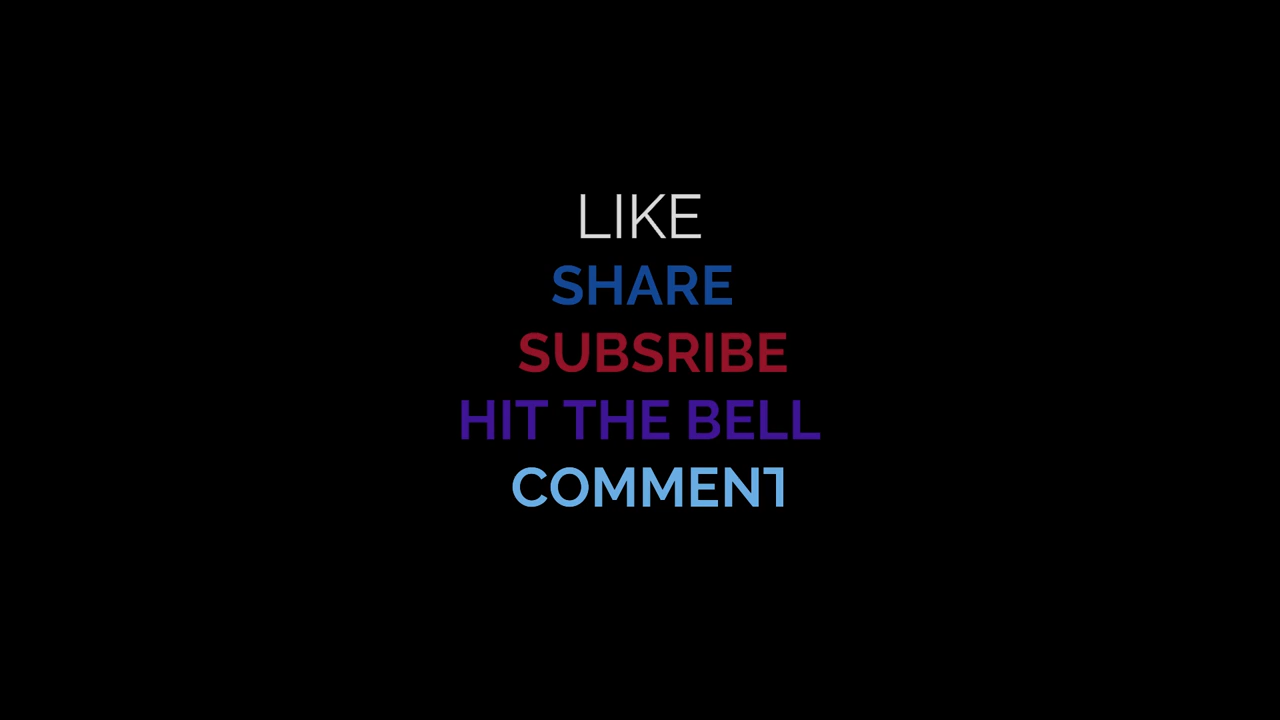 LIKE
SHARE
SUBSRIBE
HIT THE BELL
COMMENT